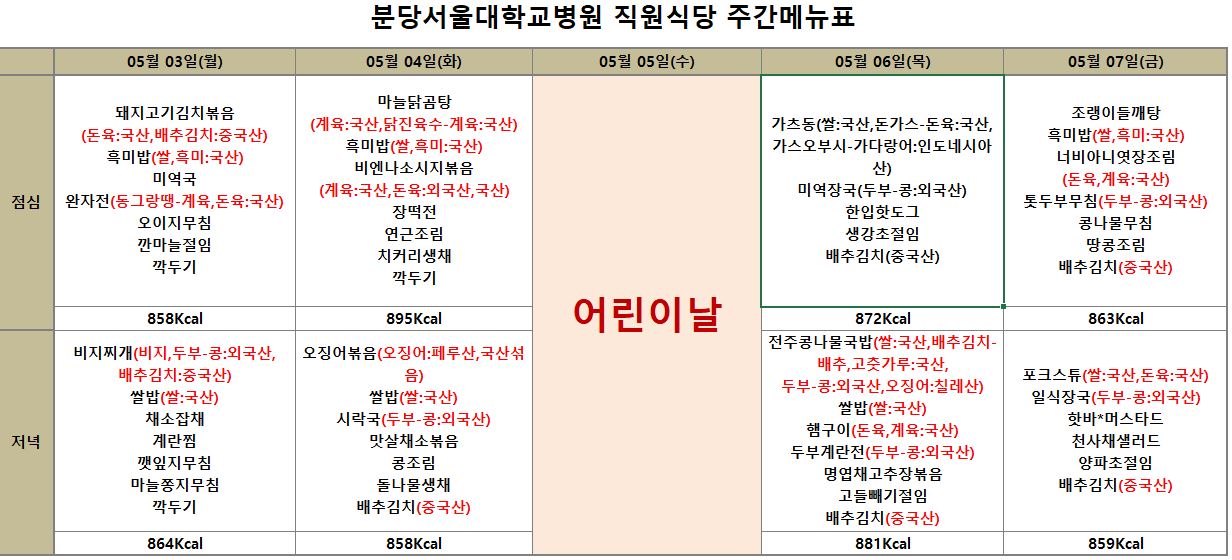 분당서울대학교병원 직원식당 주간메뉴표
05월 03일(월)
05월 04일(화)
05월 05일(수)
05월 06일(목)
05월 07일(금)
점심
돼지고기김치볶음
(돈육:국산,배추김치:중국산)
흑미밥(쌀,흑미:국산)
미역국
완자전(동그랑땡-계육,돈육:국산)
오이지무침
깐마늘절임
깍두기
마늘닭곰탕
(계육:국산,닭진육수-계육:국산)
흑미밥(쌀,흑미:국산)
비엔나소시지볶음
(계육:국산,돈육:외국산,국산)
장떡전
연근조림
치커리생채
깍두기
어린이날
가츠동(쌀:국산,돈가스-돈육:국산,
가스오부시-가다랑어:인도네시아
산)
미역장국(두부-콩:외국산)
한입핫도그
생강초절임
배추김치(중국산)
조랭이들깨탕
흑미밥(쌀,흑미:국산)
너비아니엿장조림
(돈육,계육:국산)
톳두부무침(두부-콩:외국산)
콩나물무침
땅콩조림
배추김치(중국산)
858Kcal
895Kcal
872Kcal
863Kcal
저녁
비지찌개(비지,두부-콩:외국산,
배추김치:중국산)
쌀밥(쌀:국산)
채소잡채
계란찜
깻잎지무침
마늘쫑지무침
깍두기
오징어볶음(오징어:페루산,국산섞
음)
쌀밥(쌀:국산)
시락국(두부-콩:외국산)
맛살채소볶음
콩조림
돌나물생채
배추김치(중국산)
전주콩나물국밥(쌀:국산,배추김치-
배추,고춧가루:국산,
두부-콩:외국산,오징어:칠레산)
쌀밥(쌀:국산)
햄구이(돈육,계육:국산)
두부계란전(두부-콩:외국산)
명엽채고추장볶음
고들빼기절임
배추김치(중국산)
포크스튜(쌀:국산,돈육:국산)
일식장국(두부-콩:외국산)
핫바*머스타드
천사채샐러드
양파초절임
배추김치(중국산)
864Kcal
858Kcal
881Kcal
859Kcal